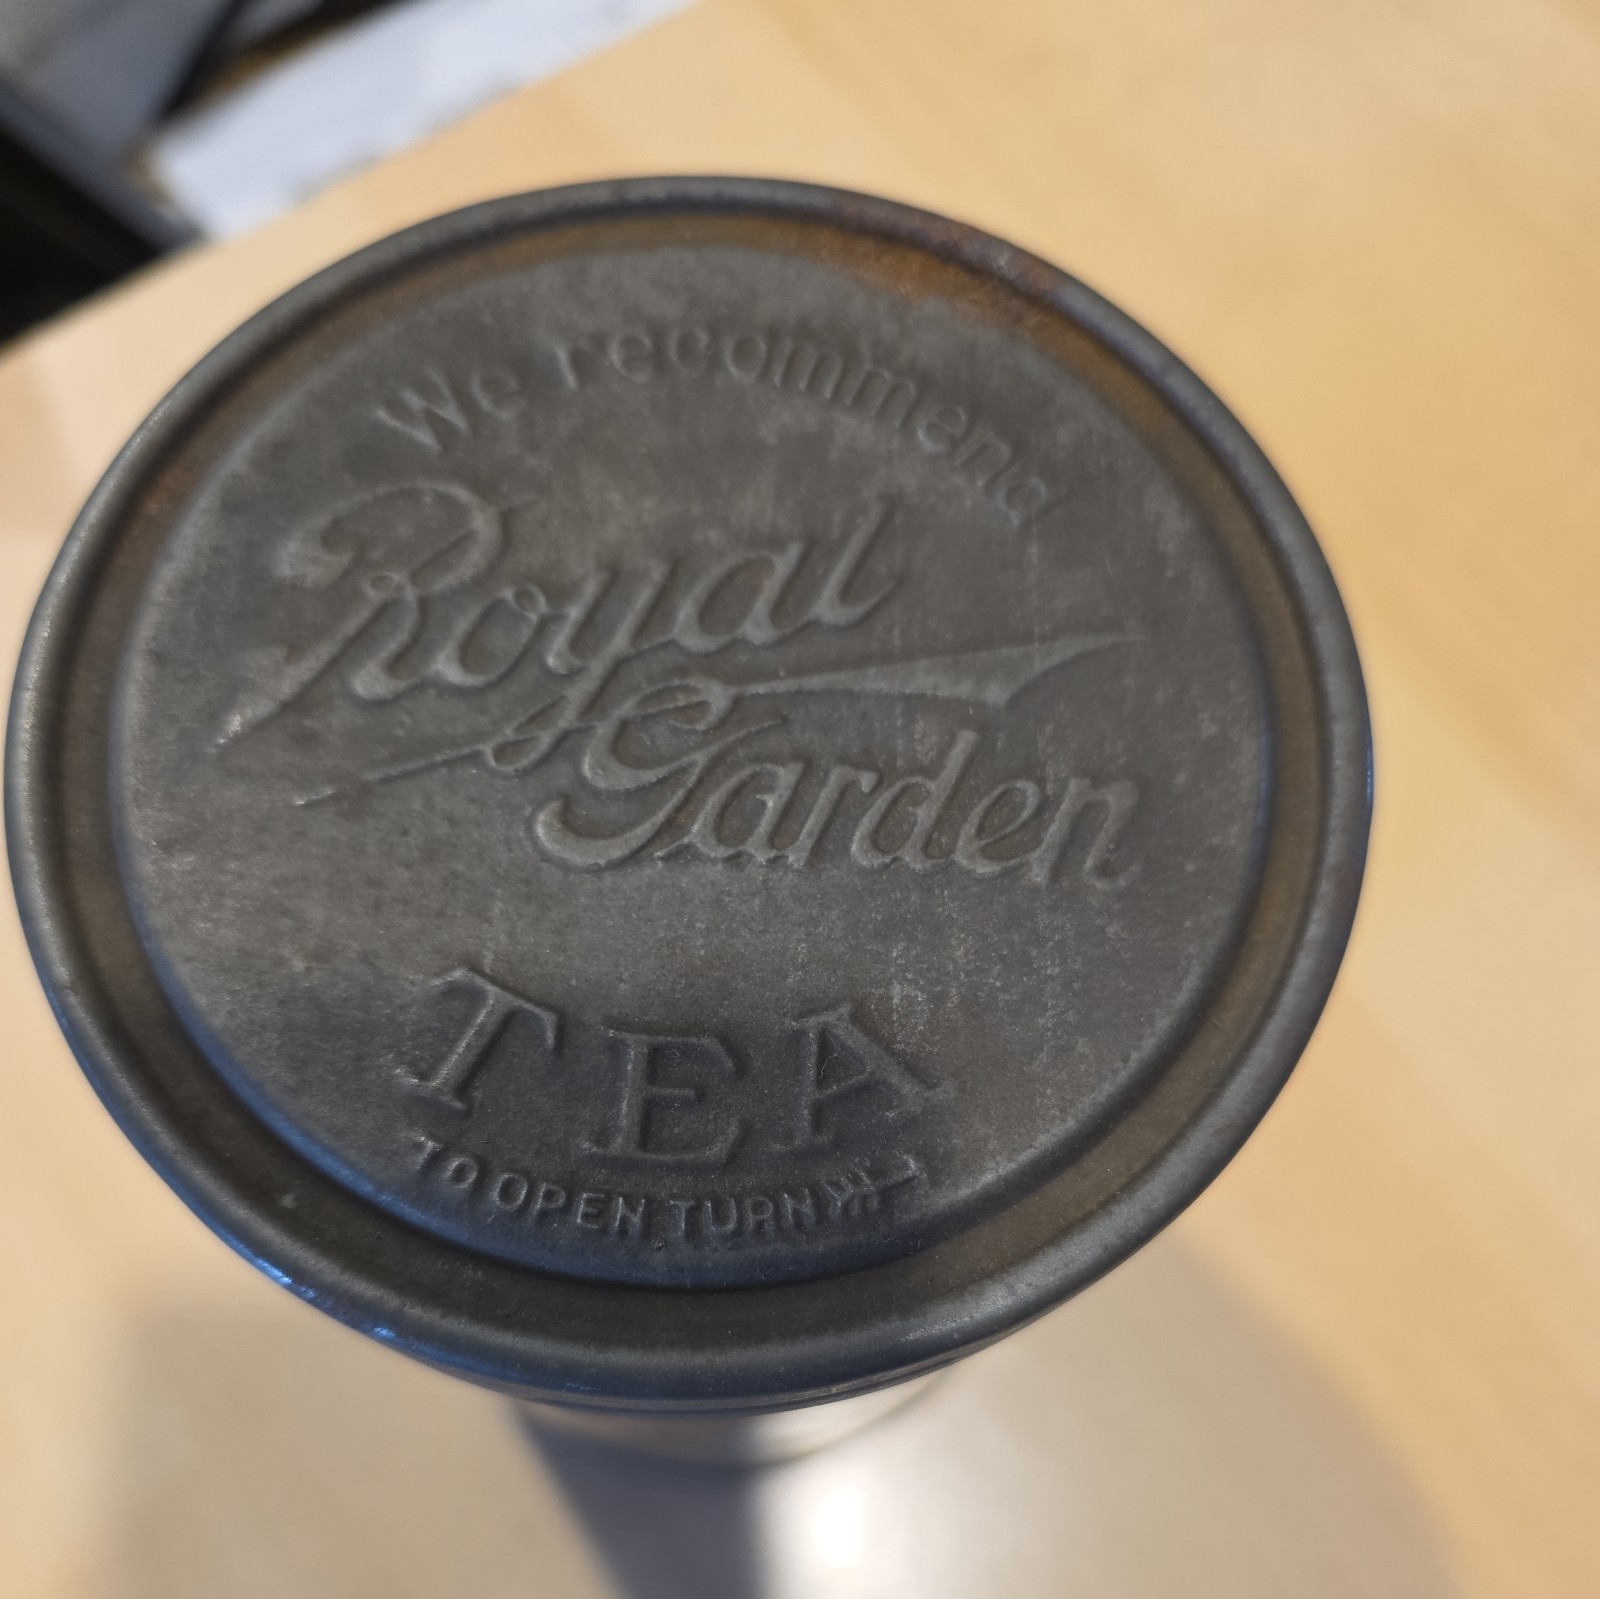 We recommend
Royal
Garden
TEA
TO OPEN TURN